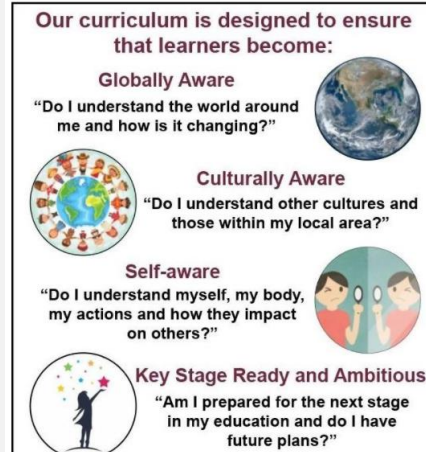 Our curriculum is designed to ensure
that learners become:
Globally Aware
“Do I understand the world around
me and how is it changing?”
Culturally Aware
“Do I understand other cultures and
those within my local area?”
Self-aware
“Do I understand myself, my body,
my actions and how they impact
on others?”
Key Stage Ready and Ambitious
“Am I prepared for the next stage
in my education and do I have
future plans?”